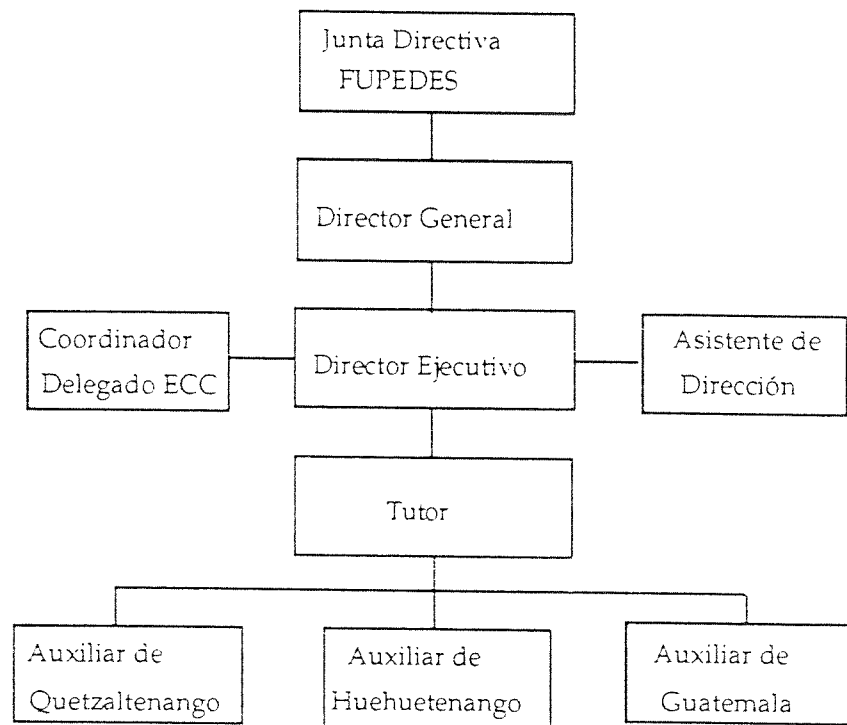 Junta Directiva
FUPEDES
Director General
Coordinador
Delegado ECC
Director Ejecutivo
Asistente de
Dirección
Tutor
Auxiliar de
Quetzaltenango
Auxiliar de
Huehuetenango
Auxiliar de
Guatemala